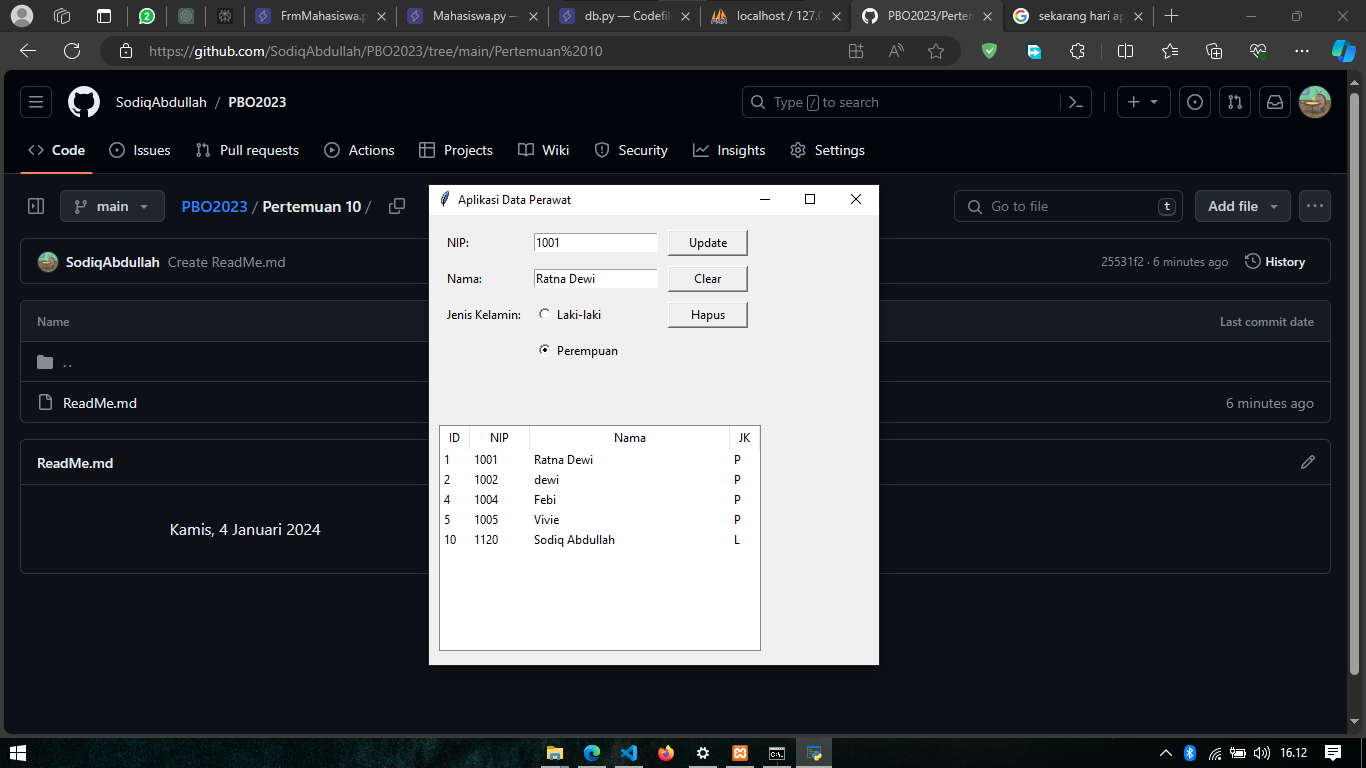 FrmMahasiswa.p
Mahasiswa.py —
db.py — Codefil
localhost / 127.0
PBO2023/Perten
sekarang hari ap
https://github.com/SodiqAbdullah/PBO2023/tree/main/Pertemuan%2010
SodiqAbdullah / PBO2023
Type / to search
Code Issues Pull requests Actions Projects Wiki Security Insights Settings
main PBO2023 / Pertemuan 10 /
Go to file t
Add file
SodiqAbdullah Create ReadMe.md
25531f2 · 6 minutes ago History
Name
Last commit date
..
ReadMe.md
6 minutes ago
ReadMe.md
Kamis, 4 Januari 2024
Aplikasi Data Perawat
NIP: 1001 Update
Nama: Ratna Dewi Clear
Jenis Kelamin: Laki-laki Hapus
Perempuan
ID NIP Nama JK
1 1001 Ratna Dewi P
2 1002 dewi P
4 1004 Febi P
5 1005 Vivie P
10 1120 Sodiq Abdullah L
16.12